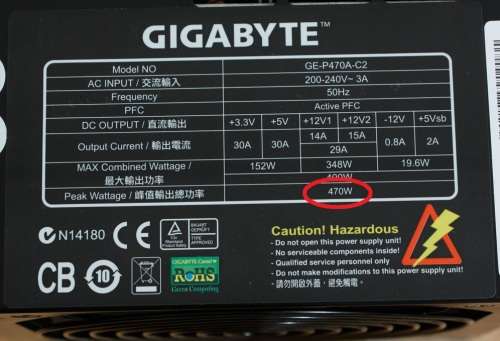 GIGABYTE™
Model NO GE-P470A-C2
AC INPUT / 交流輸入 200-240V~ 3A
Frequency 50Hz
PFC Active PFC
DC OUTPUT / 直流輸出 +3.3V +5V +12V1 +12V2 -12V +5Vsb
Output Current / 輸出電流 30A 30A 14A 15A 0.8A 2A
29A
MAX Combined Wattage / 152W 348W 19.6W
最大輸出功率 400W
Peak Wattage / 峰值輸出總功率 470W
N14180
TYPE
APPROVED
CB
10
GIGABYTE Cares!
RoHS
Green Computing
Caution! Hazardous
- Do not open this power supply unit!
- No serviceable components inside!
- Qualified service personnel only
- Do not make modifications to this power supply unit!
- 請勿開啟外蓋，避免觸電。